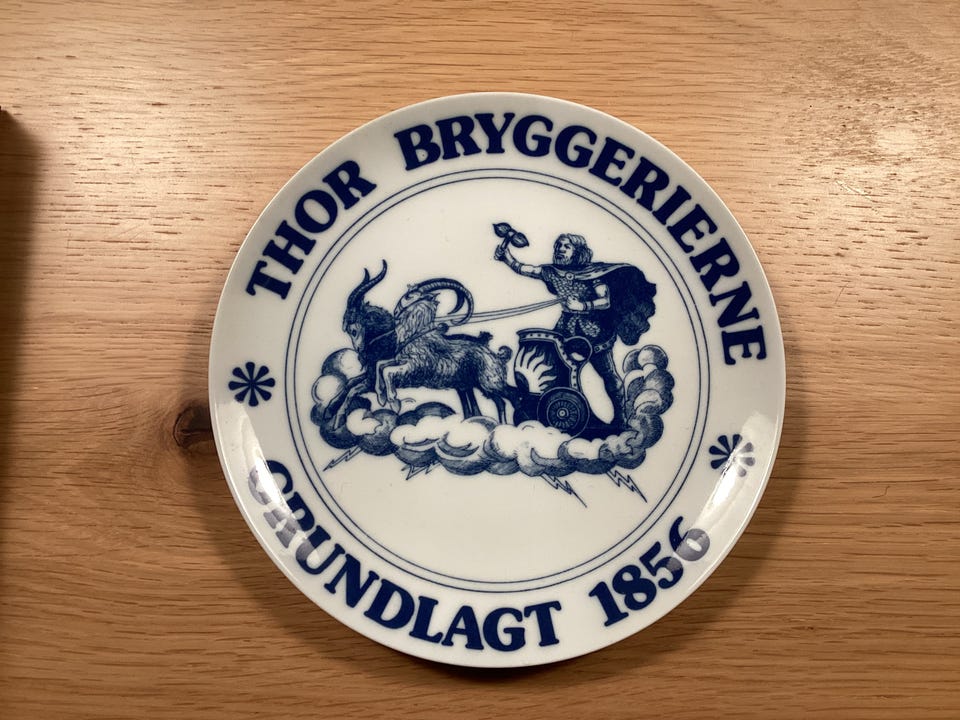 THOR BRYGGERIERNE
GRUNDLAGT 1856